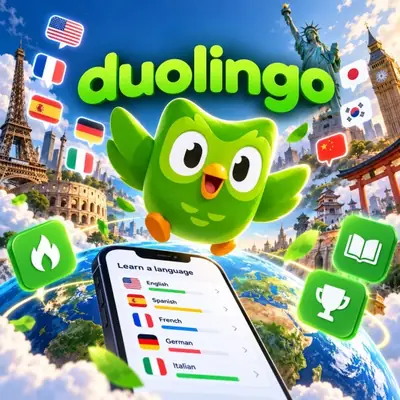 duolingo
Learn a language
English
Spanish
French
German
Italian